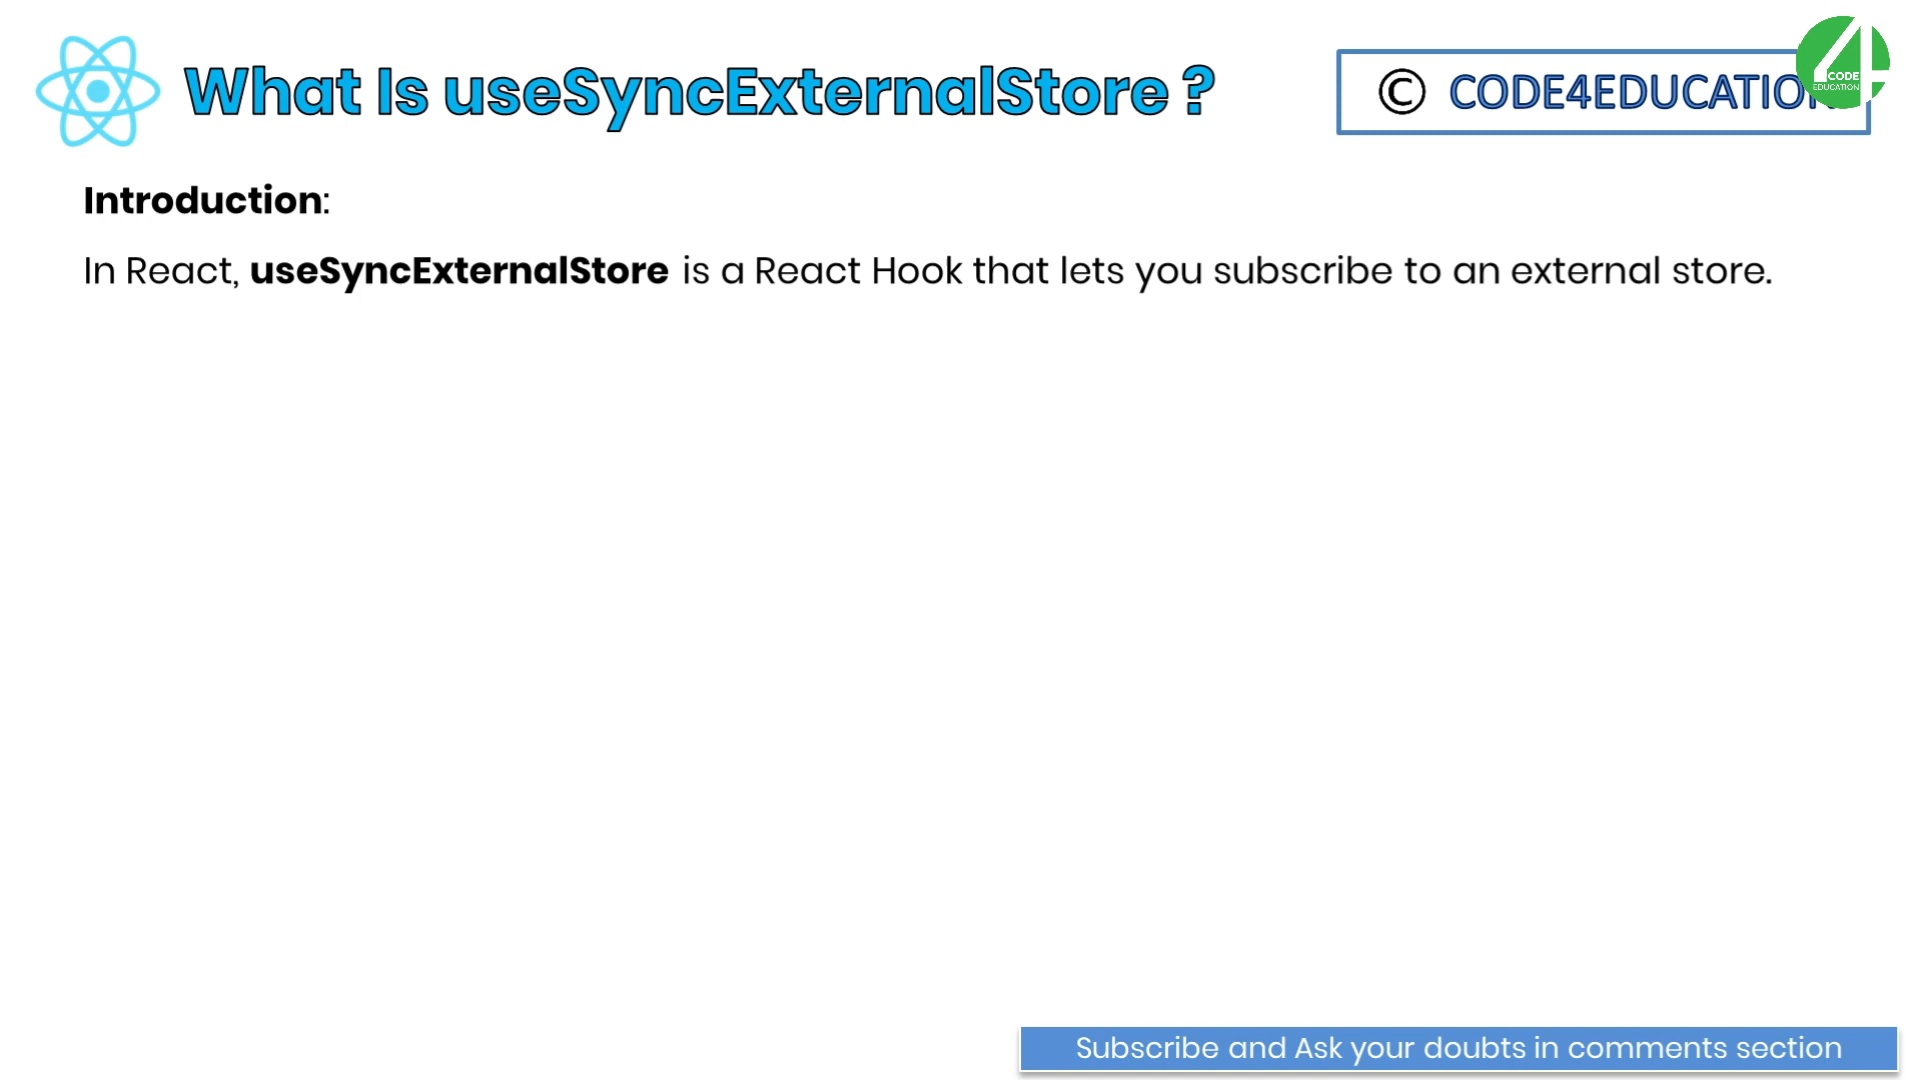 What Is useSyncExternalStore ?
© CODE4EDUCATION
CODE
EDUCATION
Introduction:
In React, useSyncExternalStore is a React Hook that lets you subscribe to an external store.
Subscribe and Ask your doubts in comments section